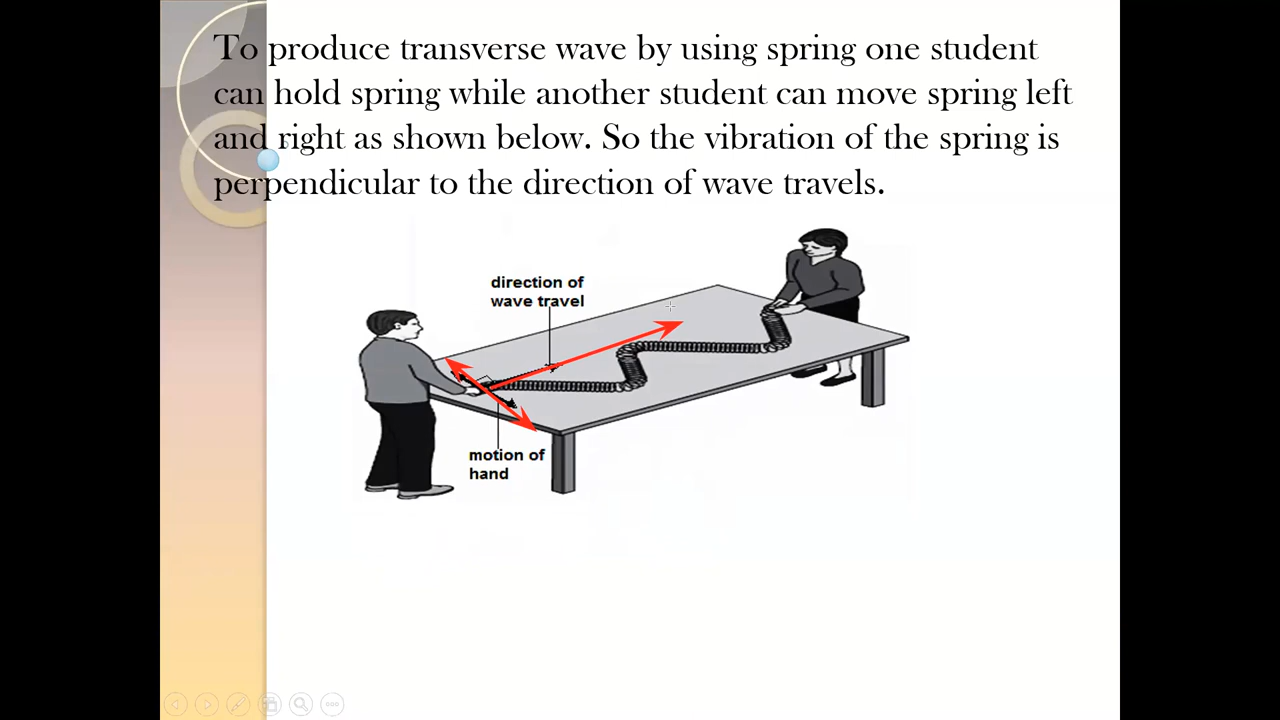 To produce transverse wave by using spring one student
can hold spring while another student can move spring left
and right as shown below. So the vibration of the spring is
perpendicular to the direction of wave travels.
direction of
wave travel
motion of
hand